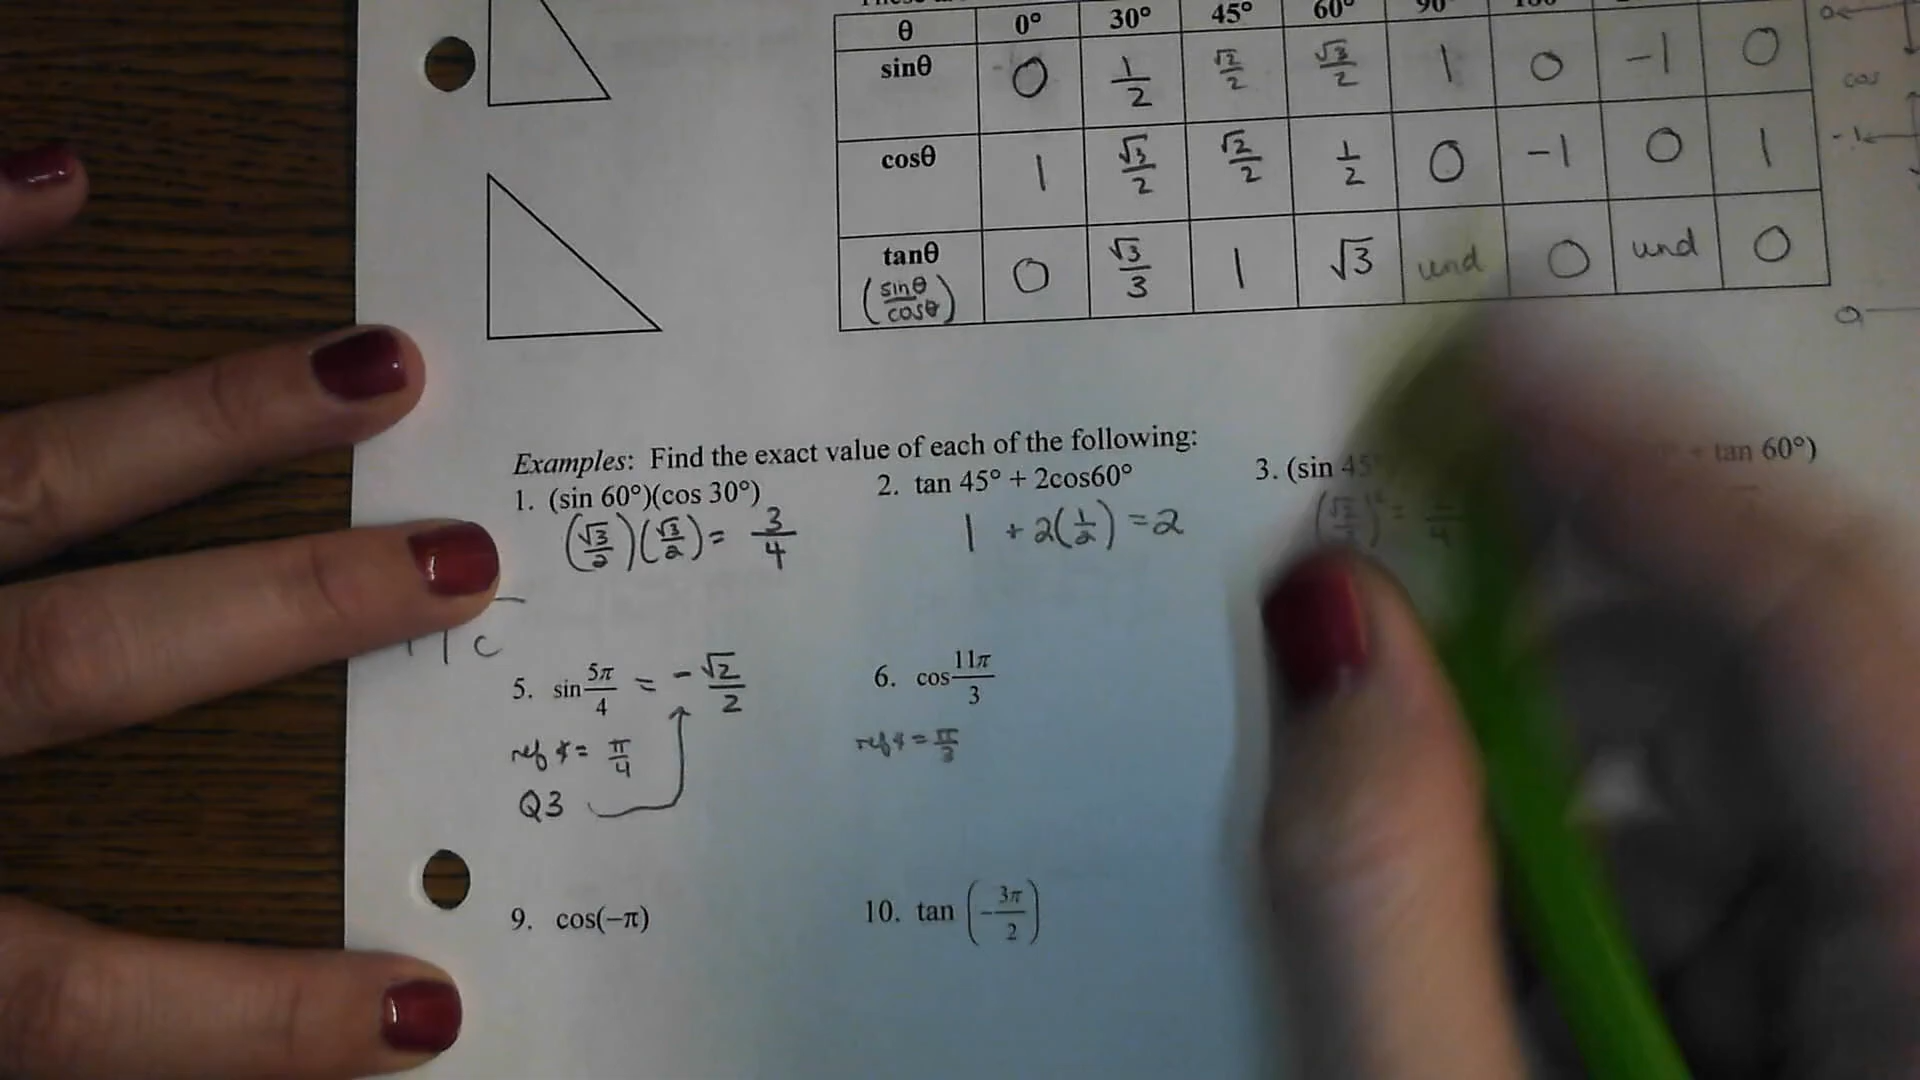 θ 0° 30° 45° 60° 90
sinθ 0 1/2 √2/2 √3/2 1 0 -1 0
cos
cosθ 1 √3/2 √2/2 1/2 0 -1 0 1
-1
tanθ 0 √3/3 1 √3 und 0 und 0
(sinθ/cosθ)
Examples: Find the exact value of each of the following:
1. (sin 60°)(cos 30°) 2. tan 45° + 2cos60° 3. (sin 45° tan 60°)
(√3/2)(√3/2) = 3/4 1 + 2(1/2) = 2
C
5. sin 5π/4 = -√2/2 6. cos 11π/3
ref ∢ = π/4 ref ∢ = π/3
Q3
9. cos(–π) 10. tan (-3π/2)